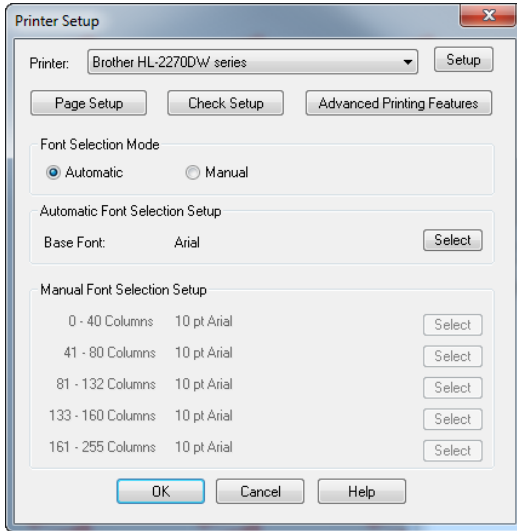 Printer Setup
Printer: Brother HL-2270DW series Setup
Page Setup Check Setup Advanced Printing Features
Font Selection Mode
Automatic Manual
Automatic Font Selection Setup
Base Font: Arial Select
Manual Font Selection Setup
0 - 40 Columns 10 pt Arial Select
41 - 80 Columns 10 pt Arial Select
81 - 132 Columns 10 pt Arial Select
133 - 160 Columns 10 pt Arial Select
161 - 255 Columns 10 pt Arial Select
OK Cancel Help